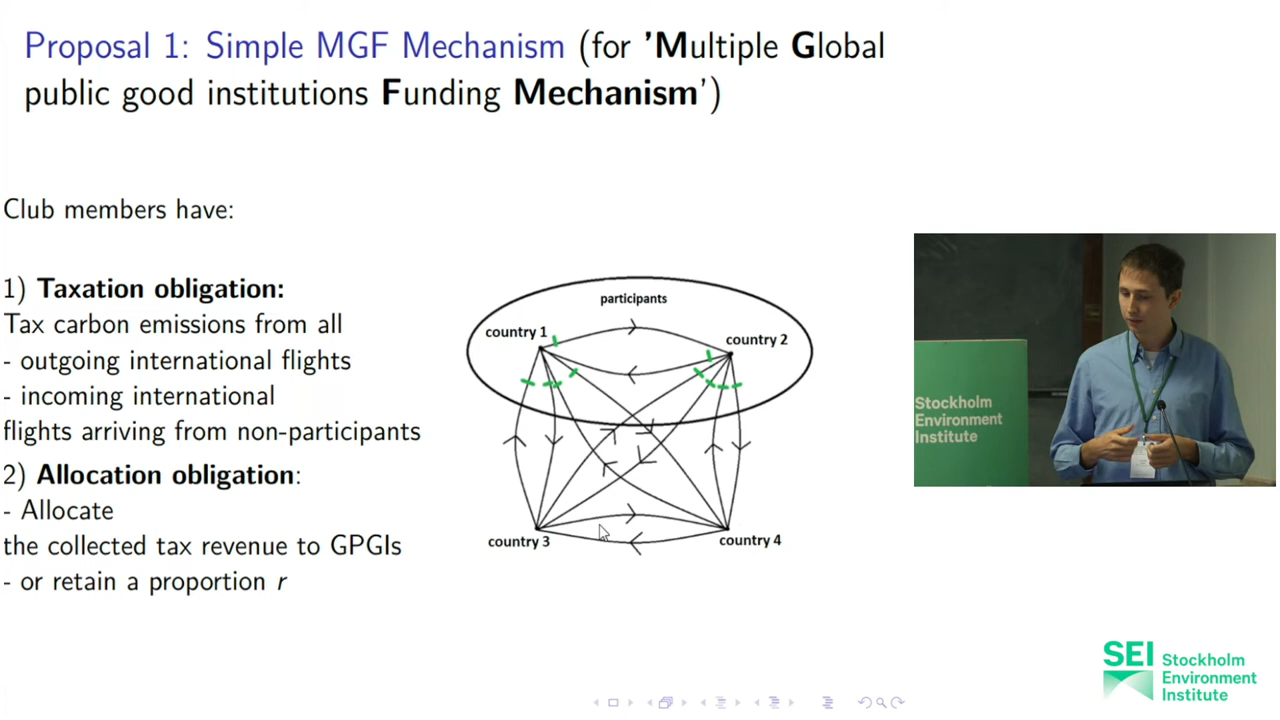 Proposal 1: Simple MGF Mechanism (for 'Multiple Global
public good institutions Funding Mechanism')
Club members have:
1) Taxation obligation:
Tax carbon emissions from all
- outgoing international flights
- incoming international
flights arriving from non-participants
2) Allocation obligation:
- Allocate
the collected tax revenue to GPGIs
- or retain a proportion r
participants
country 1
country 2
country 3
country 4
Stockholm
Environment
Institute
SEI Stockholm
Environment
Institute